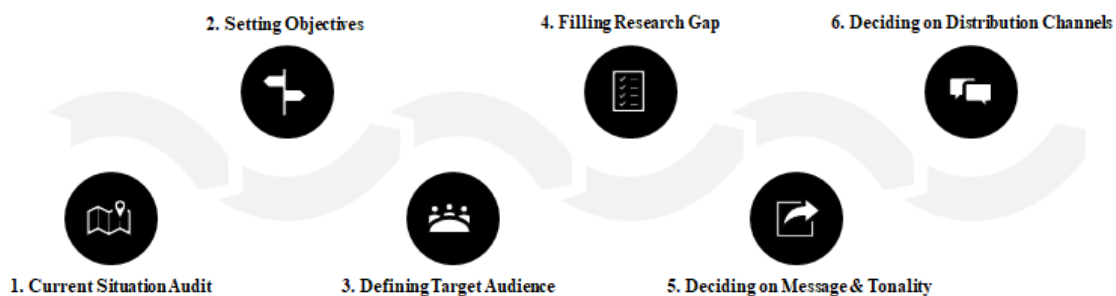 2. Setting Objectives
4. Filling Research Gap
6. Deciding on Distribution Channels
1. Current Situation Audit
3. Defining Target Audience
5. Deciding on Message & Tonality